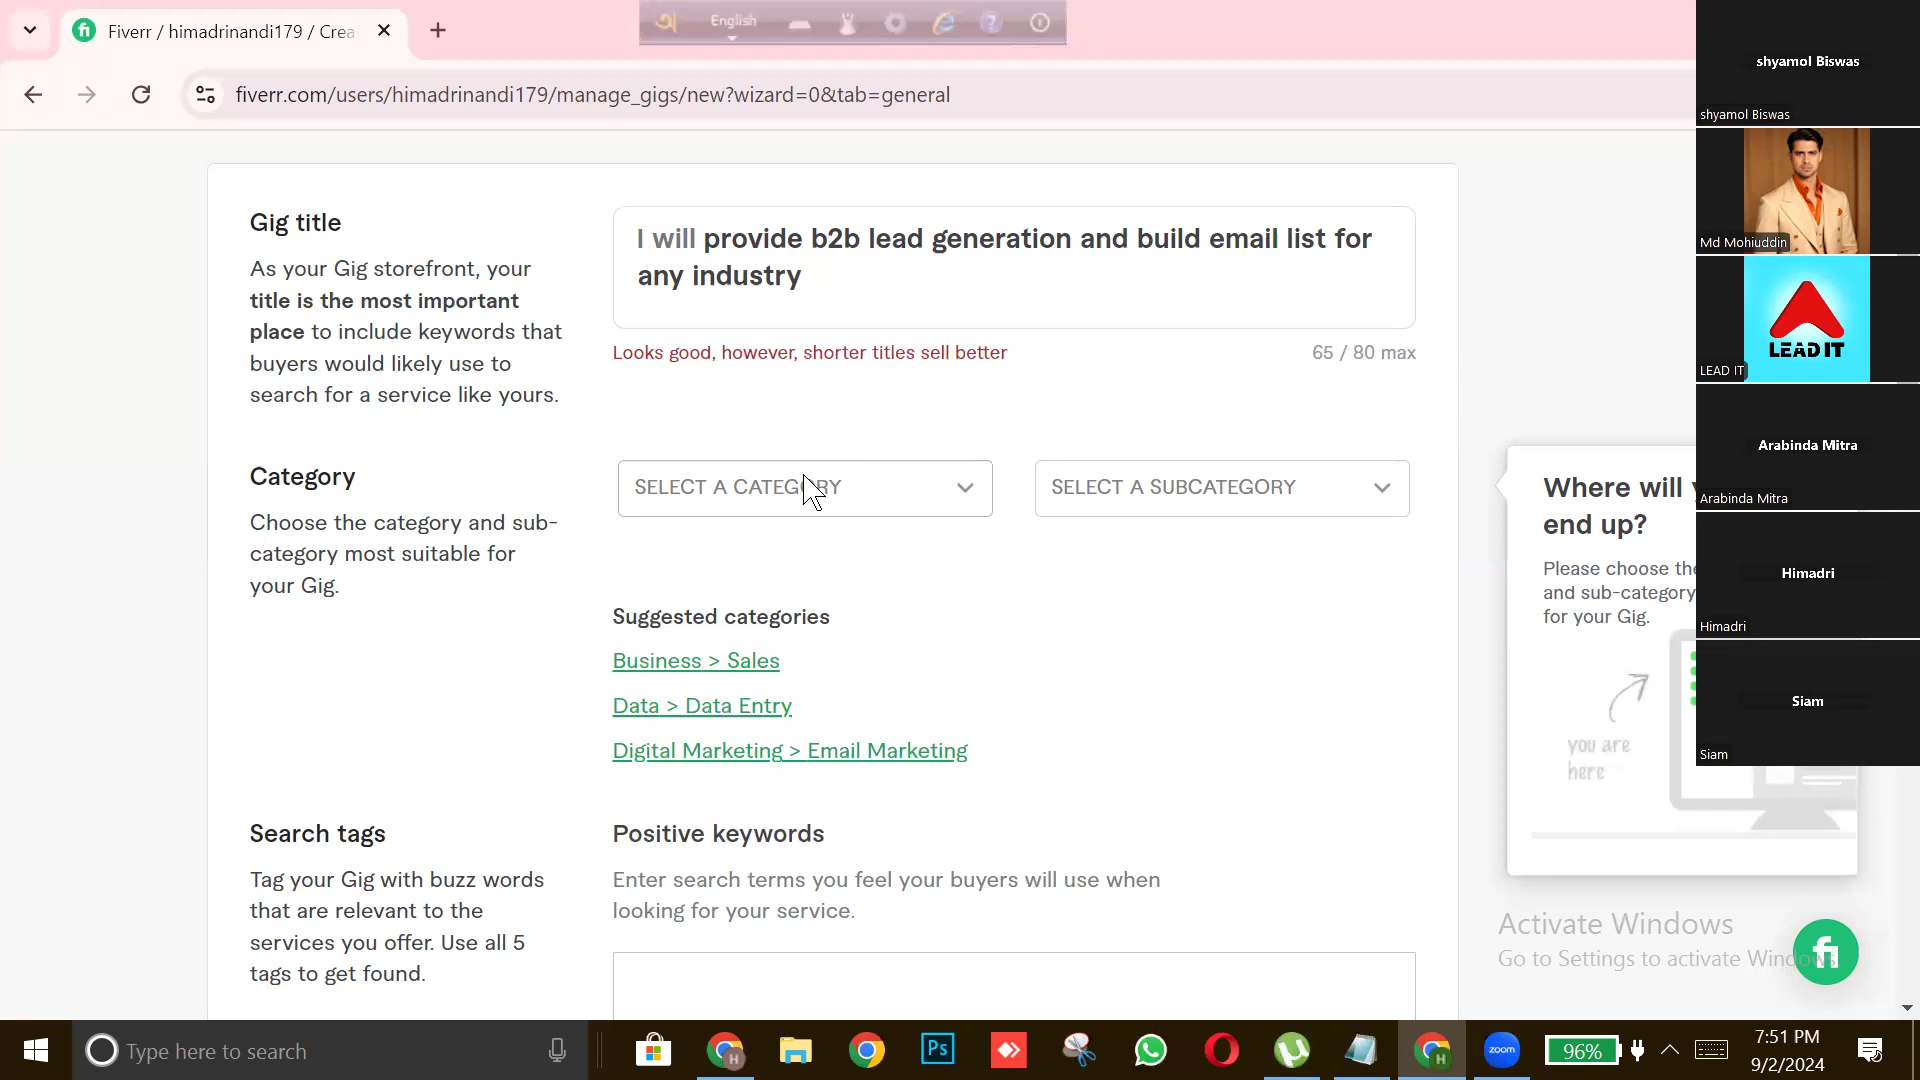 Fiverr / himadrinandi179 / Crea
English
fiverr.com/users/himadrinandi179/manage_gigs/new?wizard=0&tab=general
Gig title
As your Gig storefront, your
title is the most important
place to include keywords that
buyers would likely use to
search for a service like yours.
I will provide b2b lead generation and build email list for
any industry
Looks good, however, shorter titles sell better
65 / 80 max
Category
Choose the category and sub-
category most suitable for
your Gig.
SELECT A CATEGORY
SELECT A SUBCATEGORY
Suggested categories
Business > Sales
Data > Data Entry
Digital Marketing > Email Marketing
Search tags
Tag your Gig with buzz words
that are relevant to the
services you offer. Use all 5
tags to get found.
Positive keywords
Enter search terms you feel your buyers will use when
looking for your service.
Where will
end up?
Please choose the
and sub-category
for your Gig.
you are
here
shyamol Biswas
shyamol Biswas
Md Mohiuddin
LEAD IT
LEAD IT
Arabinda Mitra
Arabinda Mitra
Himadri
Himadri
Siam
Siam
Activate Windows
Go to Settings to activate Windows
Type here to search
Ps
H
H
zoom
96%
7:51 PM
9/2/2024